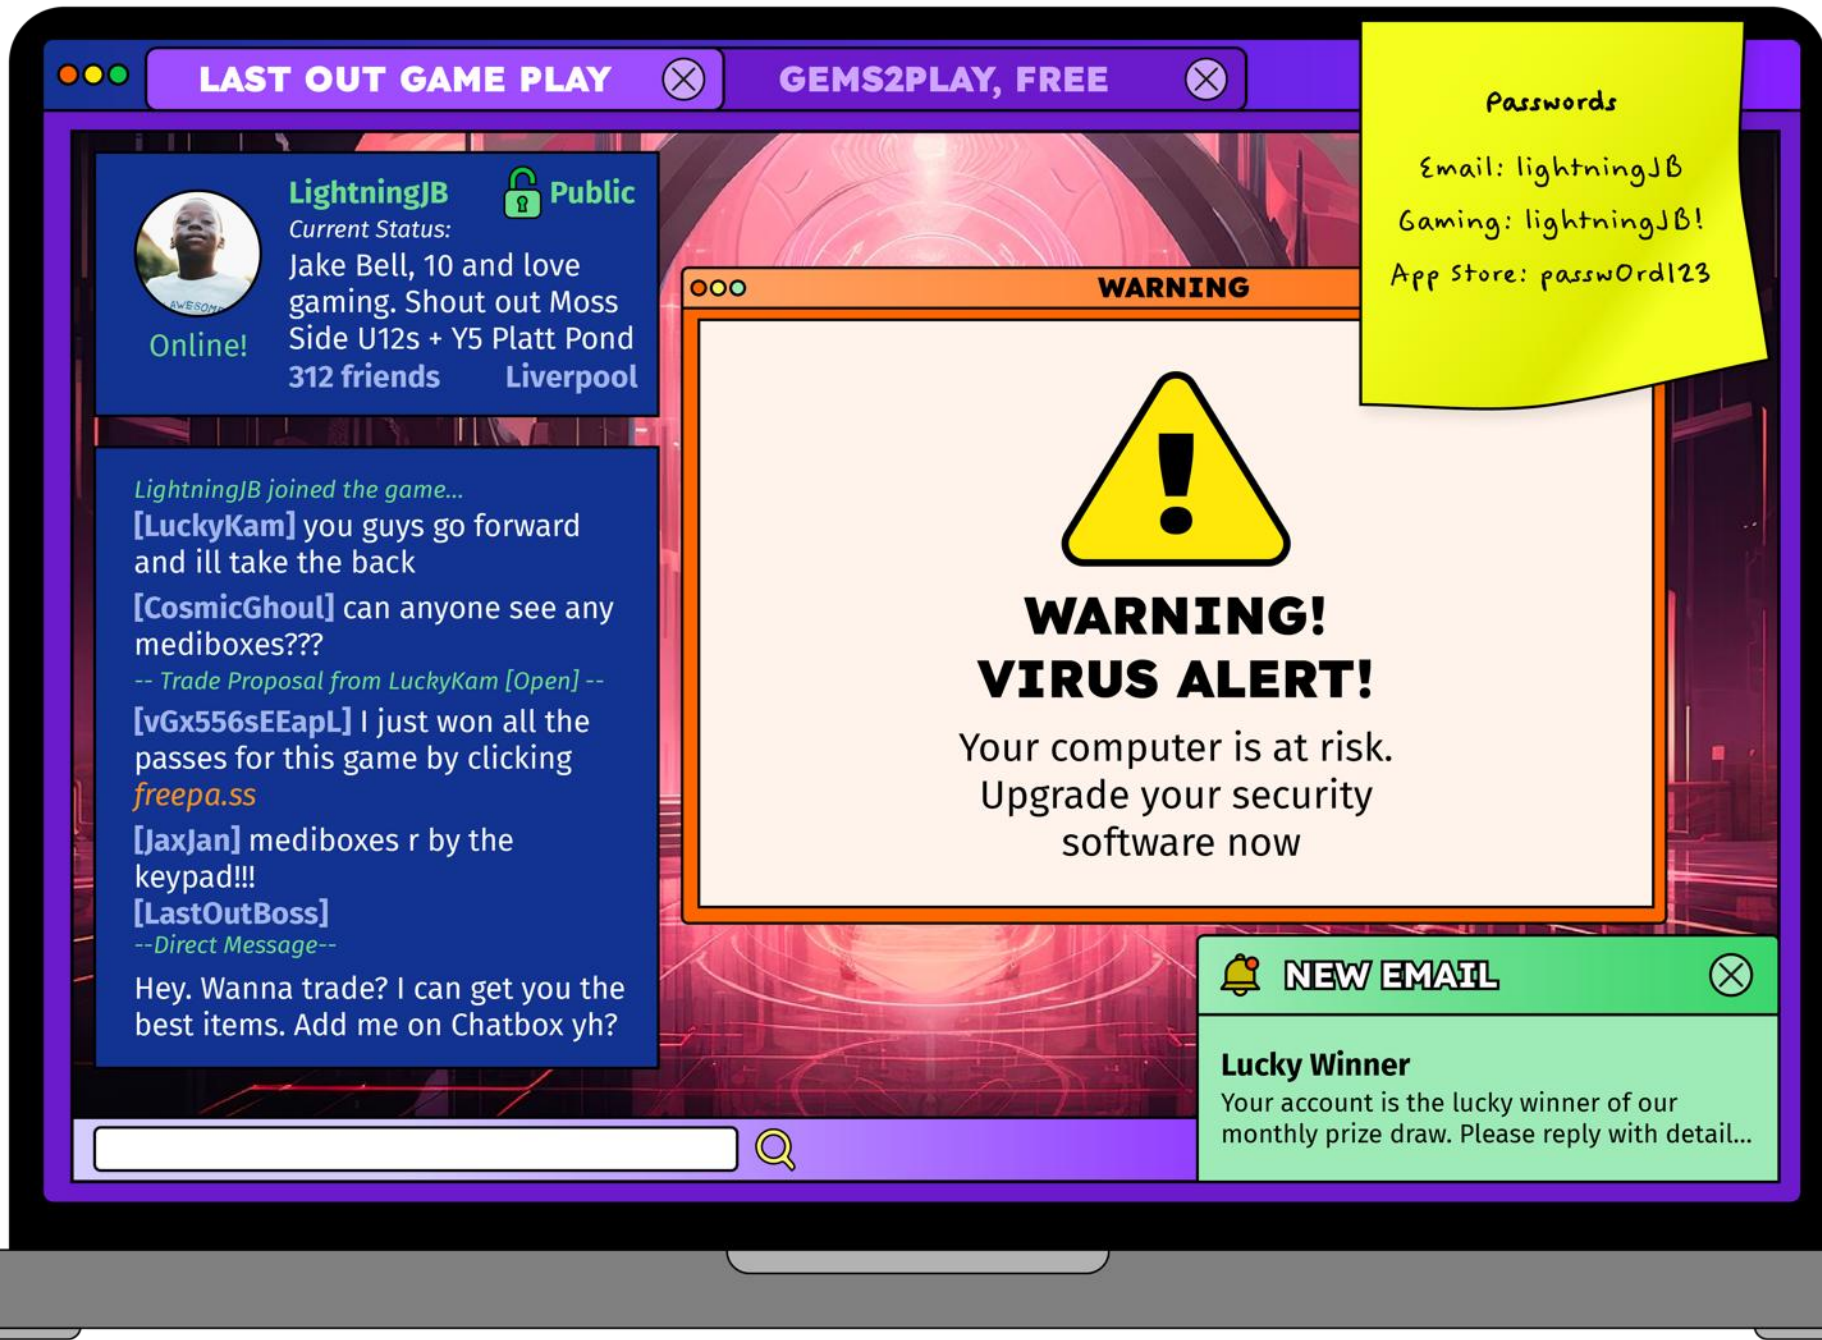 LAST OUT GAME PLAY
GEMS2PLAY, FREE
Passwords
Email: lightningJB
Gaming: lightningJB!
App Store: passw0rd123
LightningJB
Public
Current Status:
Jake Bell, 10 and love
gaming. Shout out Moss
Side U12s + Y5 Platt Pond
312 friends
Liverpool
AWESOME
Online!
LightningJB joined the game...
[LuckyKam] you guys go forward
and ill take the back
[CosmicGhoul] can anyone see any
mediboxes???
-- Trade Proposal from LuckyKam [Open] --
[vGx556sEEapL] I just won all the
passes for this game by clicking
freepa.ss
[JaxJan] mediboxes r by the
keypad!!!
[LastOutBoss]
--Direct Message--
Hey. Wanna trade? I can get you the
best items. Add me on Chatbox yh?
WARNING
!
WARNING!
VIRUS ALERT!
Your computer is at risk.
Upgrade your security
software now
NEW EMAIL
Lucky Winner
Your account is the lucky winner of our
monthly prize draw. Please reply with detail...